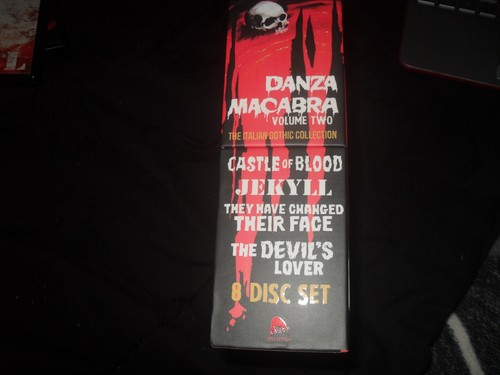 DANZA
MACABRA
VOLUME TWO
THE ITALIAN GOTHIC COLLECTION
CASTLE OF BLOOD
JEKYLL
THEY HAVE CHANGED
THEIR FACE
THE DEVIL'S
LOVER
8 DISC SET